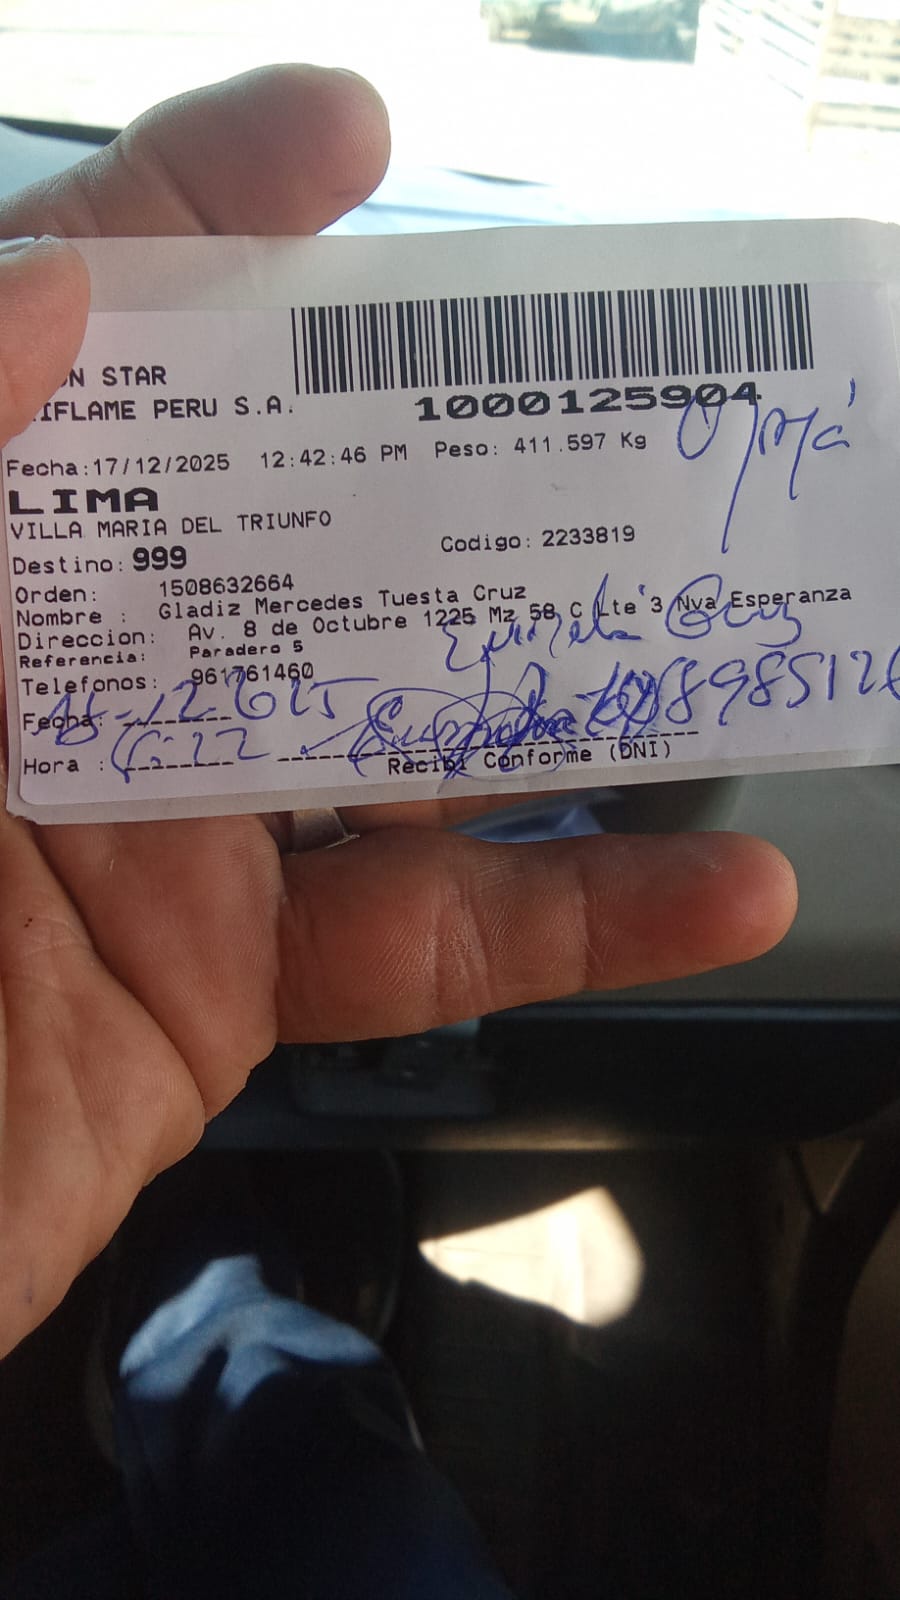 N STAR
IFLAME PERU S.A.
1000125904
Fecha:17/12/2025 12:42:46 PM Peso: 411.597 Kg
LIMA
VILLA MARIA DEL TRIUNFO
Destino: 999 Codigo: 2233819
Orden: 1508632664
Nombre : Gladiz Mercedes Tuesta Cruz
Direccion: Av. 8 de Octubre 1225 Mz 58 C Lte 3 Nva Esperanza
Referencia: Paradero 5
Telefonos: 961761460
Fecha:
Hora :
Recibi Conforme (DNI)